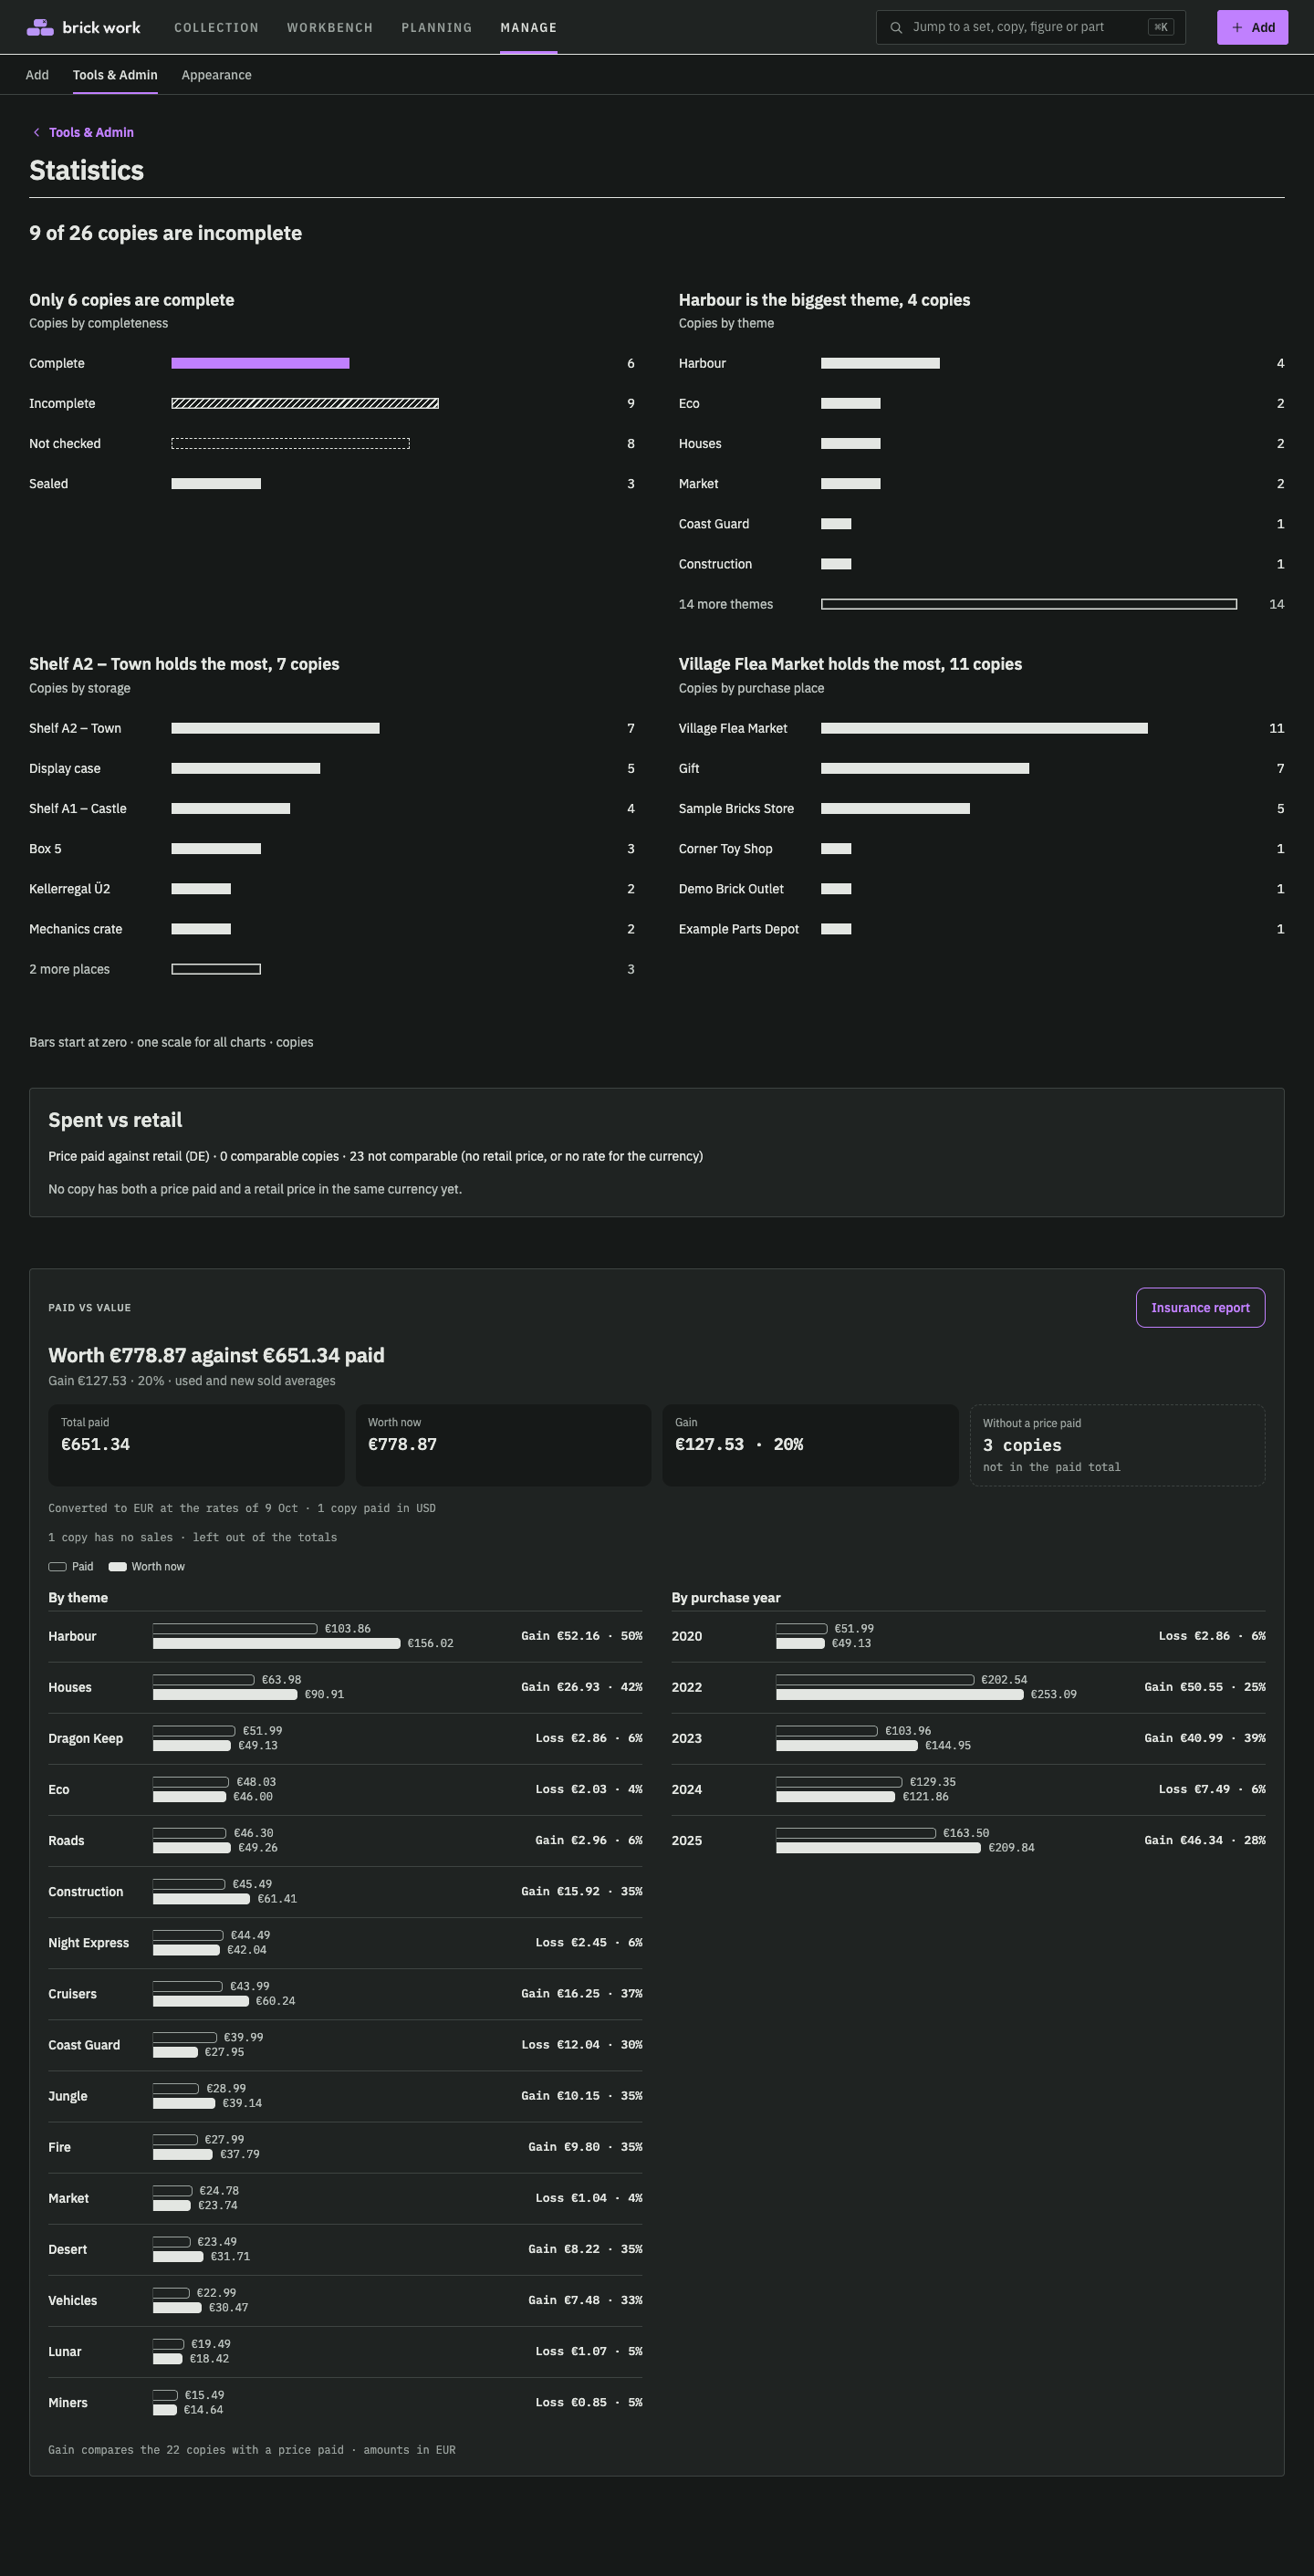 brick work
COLLECTION WORKBENCH PLANNING MANAGE
Jump to a set, copy, figure or part ⌘K
+ Add
Add Tools & Admin Appearance
Tools & Admin
Statistics
9 of 26 copies are incomplete
Only 6 copies are complete
Copies by completeness
Complete 6
Incomplete 9
Not checked 8
Sealed 3
Harbour is the biggest theme, 4 copies
Copies by theme
Harbour 4
Eco 2
Houses 2
Market 2
Coast Guard 1
Construction 1
14 more themes 14
Shelf A2 – Town holds the most, 7 copies
Copies by storage
Shelf A2 – Town 7
Display case 5
Shelf A1 – Castle 4
Box 5 3
Kellerregal Ü2 2
Mechanics crate 2
2 more places 3
Village Flea Market holds the most, 11 copies
Copies by purchase place
Village Flea Market 11
Gift 7
Sample Bricks Store 5
Corner Toy Shop 1
Demo Brick Outlet 1
Example Parts Depot 1
Bars start at zero · one scale for all charts · copies
Spent vs retail
Price paid against retail (DE) · 0 comparable copies · 23 not comparable (no retail price, or no rate for the currency)
No copy has both a price paid and a retail price in the same currency yet.
PAID VS VALUE
Insurance report
Worth €778.87 against €651.34 paid
Gain €127.53 · 20% · used and new sold averages
Total paid
€651.34
Worth now
€778.87
Gain
€127.53 · 20%
Without a price paid
3 copies
not in the paid total
Converted to EUR at the rates of 9 Oct · 1 copy paid in USD
1 copy has no sales · left out of the totals
Paid Worth now
By theme
Harbour €103.86 €156.02 Gain €52.16 · 50%
Houses €63.98 €90.91 Gain €26.93 · 42%
Dragon Keep €51.99 €49.13 Loss €2.86 · 6%
Eco €48.03 €46.00 Loss €2.03 · 4%
Roads €46.30 €49.26 Gain €2.96 · 6%
Construction €45.49 €61.41 Gain €15.92 · 35%
Night Express €44.49 €42.04 Loss €2.45 · 6%
Cruisers €43.99 €60.24 Gain €16.25 · 37%
Coast Guard €39.99 €27.95 Loss €12.04 · 30%
Jungle €28.99 €39.14 Gain €10.15 · 35%
Fire €27.99 €37.79 Gain €9.80 · 35%
Market €24.78 €23.74 Loss €1.04 · 4%
Desert €23.49 €31.71 Gain €8.22 · 35%
Vehicles €22.99 €30.47 Gain €7.48 · 33%
Lunar €19.49 €18.42 Loss €1.07 · 5%
Miners €15.49 €14.64 Loss €0.85 · 5%
By purchase year
2020 €51.99 €49.13 Loss €2.86 · 6%
2022 €202.54 €253.09 Gain €50.55 · 25%
2023 €103.96 €144.95 Gain €40.99 · 39%
2024 €129.35 €121.86 Loss €7.49 · 6%
2025 €163.50 €209.84 Gain €46.34 · 28%
Gain compares the 22 copies with a price paid · amounts in EUR